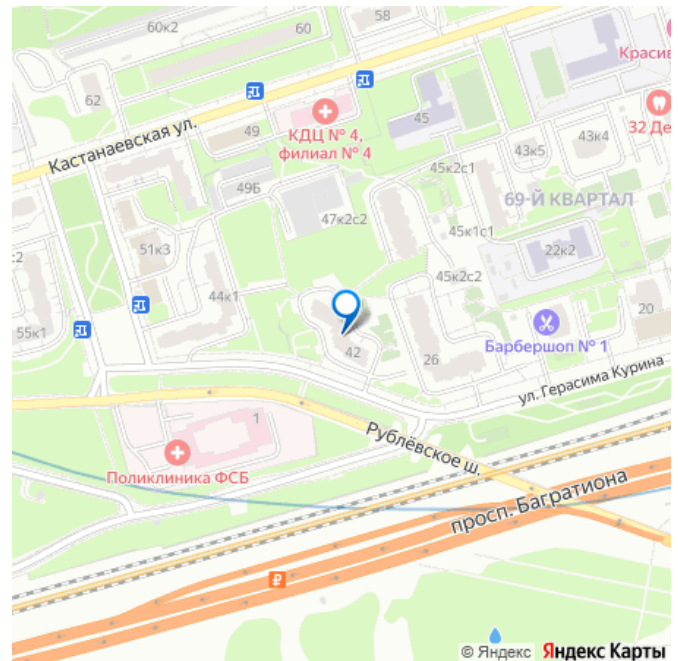 60к2
60
58
Красив
62
Кастанаевская ул.
49
КДЦ № 4,
филиал № 4
45
32 Де
43к5
43к4
49Б
45к2с1
69-Й КВАРТАЛ
47к2с2
45к1с1
22к2
51к3
с2
44к1
45к2с2
55к1
42
26
Барбершоп № 1
20
ул. Герасима Курина
1
Рублёвское ш.
Поликлиника ФСБ
просп. Багратиона
₽
© Яндекс Яндекс Карты